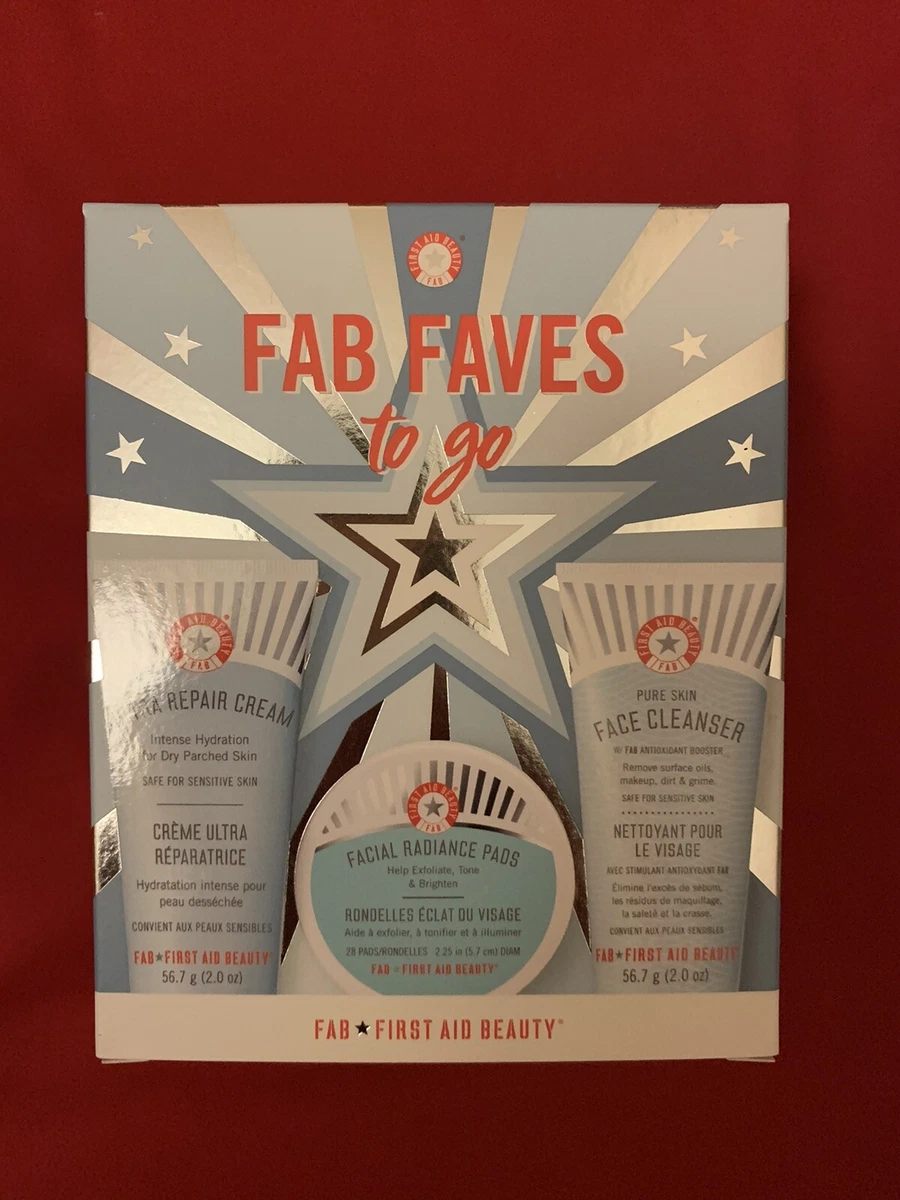 FIRST AID BEAUTY
FAB
FAB FAVES
to go
FIRST AID BEAUTY
FAB
REPAIR CREAM
Intense Hydration
for Dry Parched Skin
SAFE FOR SENSITIVE SKIN
CRÈME ULTRA
RÉPARATRICE
Hydratation intense pour
peau desséchée
CONVIENT AUX PEAUX SENSIBLES
FAB★FIRST AID BEAUTY
56.7 g (2.0 oz)
FIRST AID BEAUTY
FAB
FACIAL RADIANCE PADS
Help Exfoliate, Tone
& Brighten
RONDELLES ÉCLAT DU VISAGE
Aide à exfolier, à tonifier et à illuminer
28 PADS/RONDELLES 2.25 in (5.7 cm) DIAM
FAB★FIRST AID BEAUTY®
FIRST AID BEAUTY®
FAB
PURE SKIN
FACE CLEANSER
W/ FAB ANTIOXIDANT BOOSTER
Remove surface oils,
makeup, dirt & grime.
SAFE FOR SENSITIVE SKIN
NETTOYANT POUR
LE VISAGE
AVEC STIMULANT ANTIOXYDANT FAB
Élimine l'excès de sébum,
les résidus de maquillage,
la saleté et la crasse.
CONVIENT AUX PEAUX SENSIBLES
FAB★FIRST AID BEAUTY
56.7 g (2.0 oz)
FAB★FIRST AID BEAUTY®